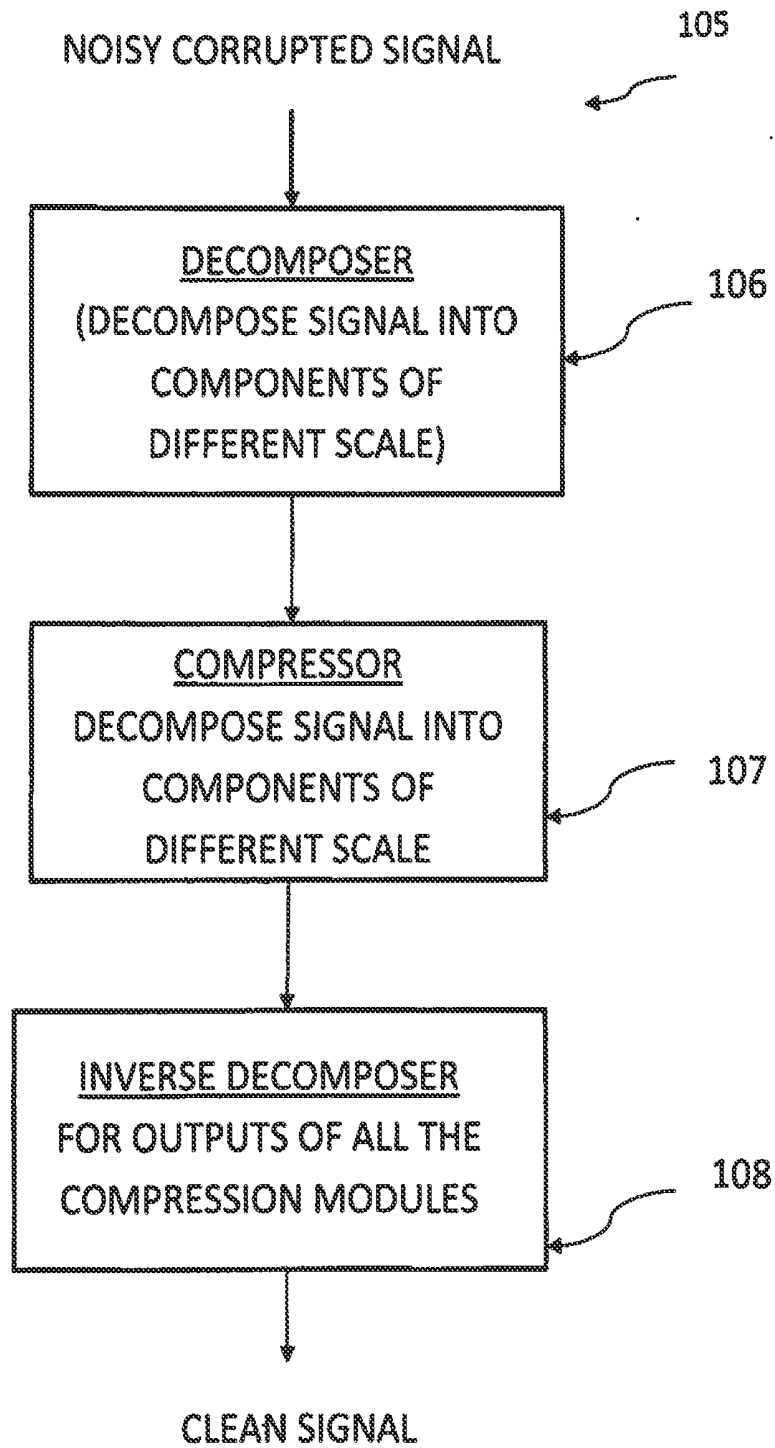 NOISY CORRUPTED SIGNAL
105
DECOMPOSER
(DECOMPOSE SIGNAL INTO
COMPONENTS OF
DIFFERENT SCALE)
106
COMPRESSOR
DECOMPOSE SIGNAL INTO
COMPONENTS OF
DIFFERENT SCALE
107
INVERSE DECOMPOSER
FOR OUTPUTS OF ALL THE
COMPRESSION MODULES
108
CLEAN SIGNAL